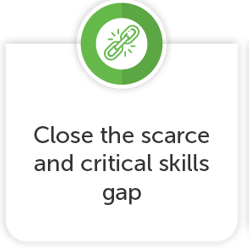 Close the scarce
and critical skills
gap